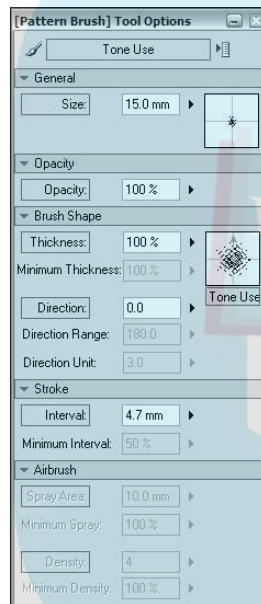 [Pattern Brush] Tool Options
Tone Use
General
Size: 15.0 mm
Opacity
Opacity: 100 %
Brush Shape
Thickness: 100 %
Minimum Thickness: 100 %
Tone Use
Direction: 0.0
Direction Range: 180.0
Direction Unit: 3.0
Stroke
Interval: 4.7 mm
Minimum Interval: 50 %
Airbrush
Spray Area: 10.0 mm
Minimum Spray: 100 %
Density: 4
Minimum Density: 100 %